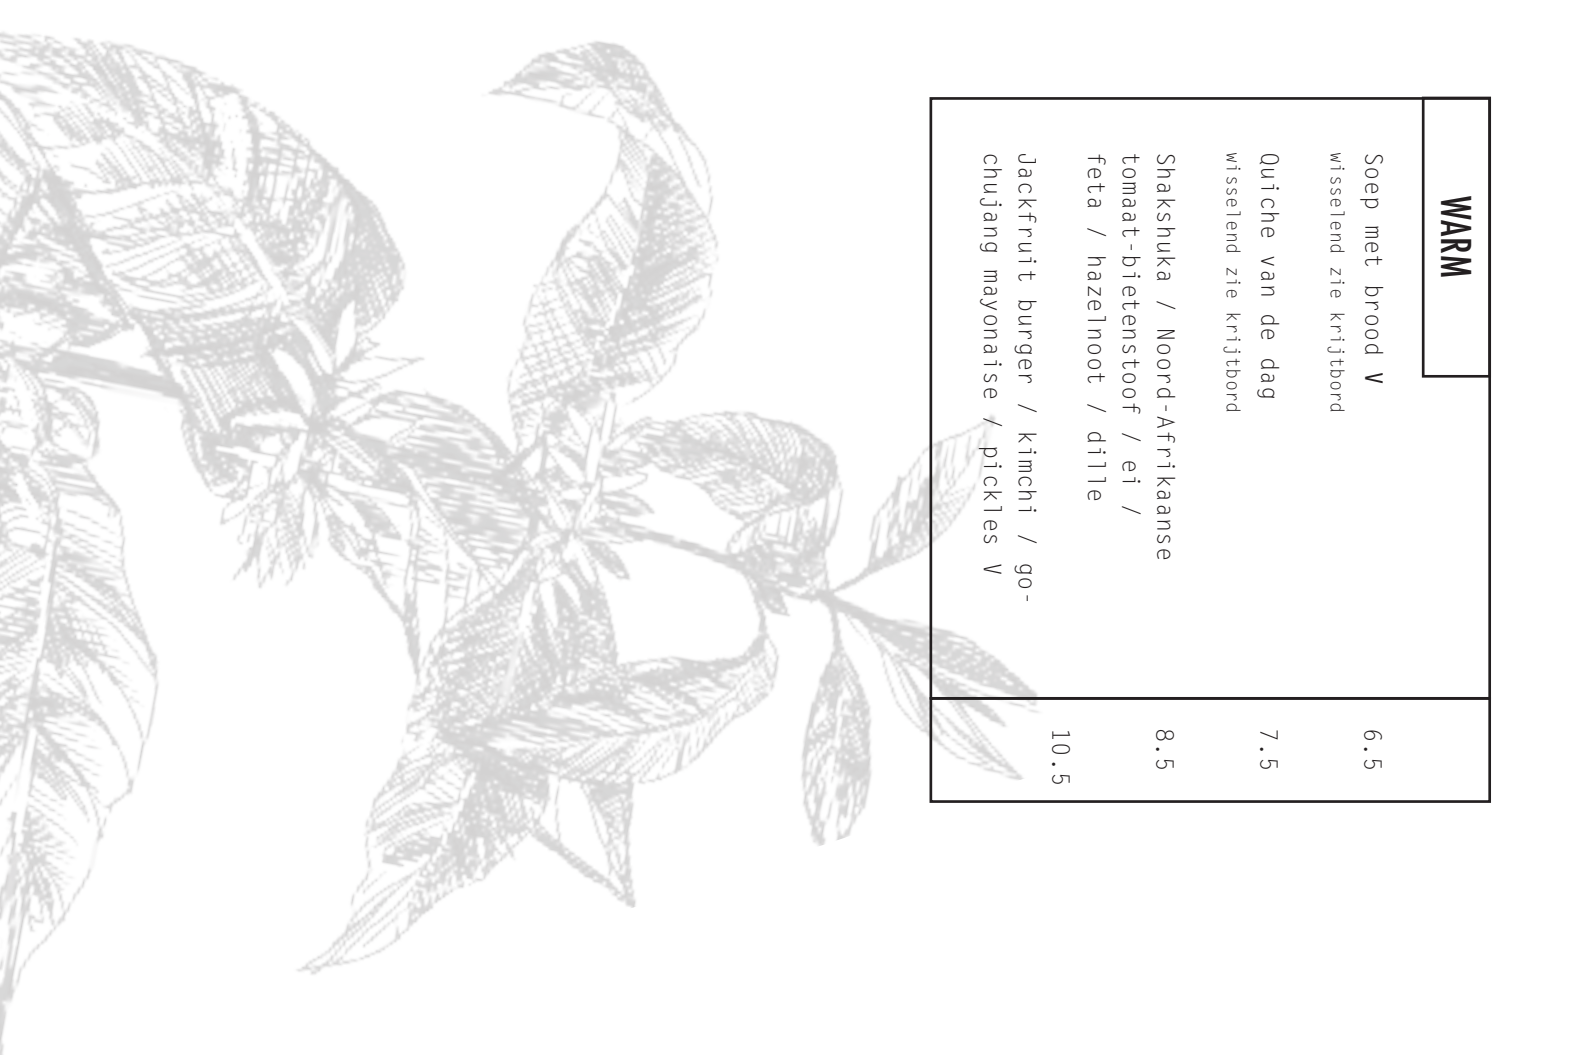 WARM
Soep met brood V
6.5
wisselend zie krijtbord
Quiche van de dag
7.5
wisselend zie krijtbord
Shakshuka / Noord-Afrikaanse
8.5
tomaat-bietenstoof / ei /
feta / hazelnoot / dille
10.5
Jackfruit burger / kimchi / go-
chujang mayonaise / pickles V